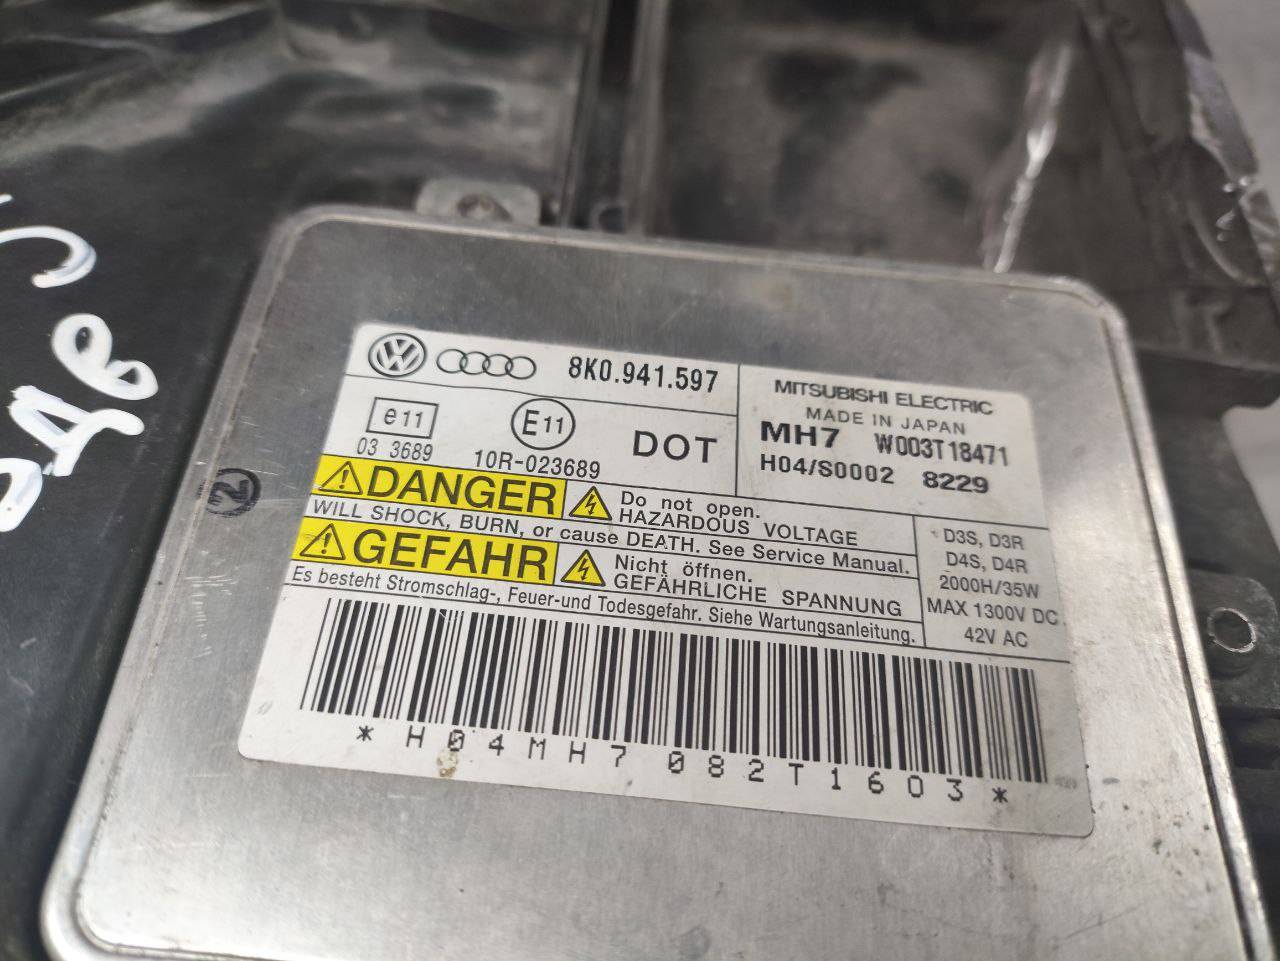 8K0.941.597
e11
03 3689
E11
10R-023689
DOT
MITSUBISHI ELECTRIC
MADE IN JAPAN
MH7 W003T18471
H04/S0002 8229
DANGER
Do not open.
HAZARDOUS VOLTAGE
WILL SHOCK, BURN, or cause DEATH. See Service Manual.
GEFAHR
Nicht öffnen.
GEFÄHRLICHE SPANNUNG
Es besteht Stromschlag-, Feuer-und Todesgefahr. Siehe Wartungsanleitung.
D3S, D3R
D4S, D4R
2000H/35W
MAX 1300V DC
42V AC
*H04MH7082T1603*